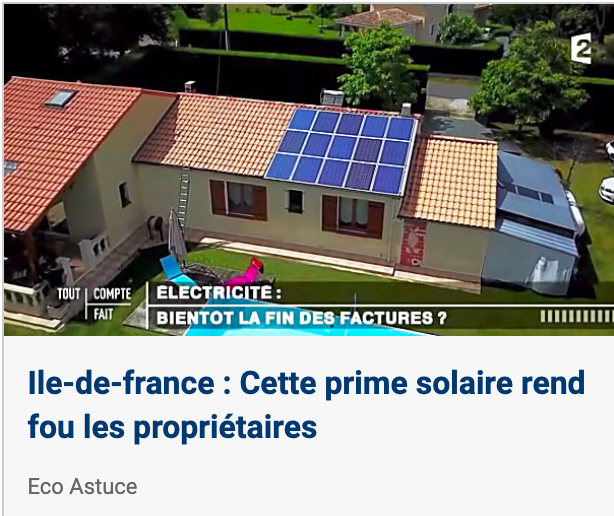 2
TOUT COMPTE
FAIT
ELECTRICITÉ :
BIENTOT LA FIN DES FACTURES ?
Ile-de-france : Cette prime solaire rend
fou les propriétaires
Eco Astuce